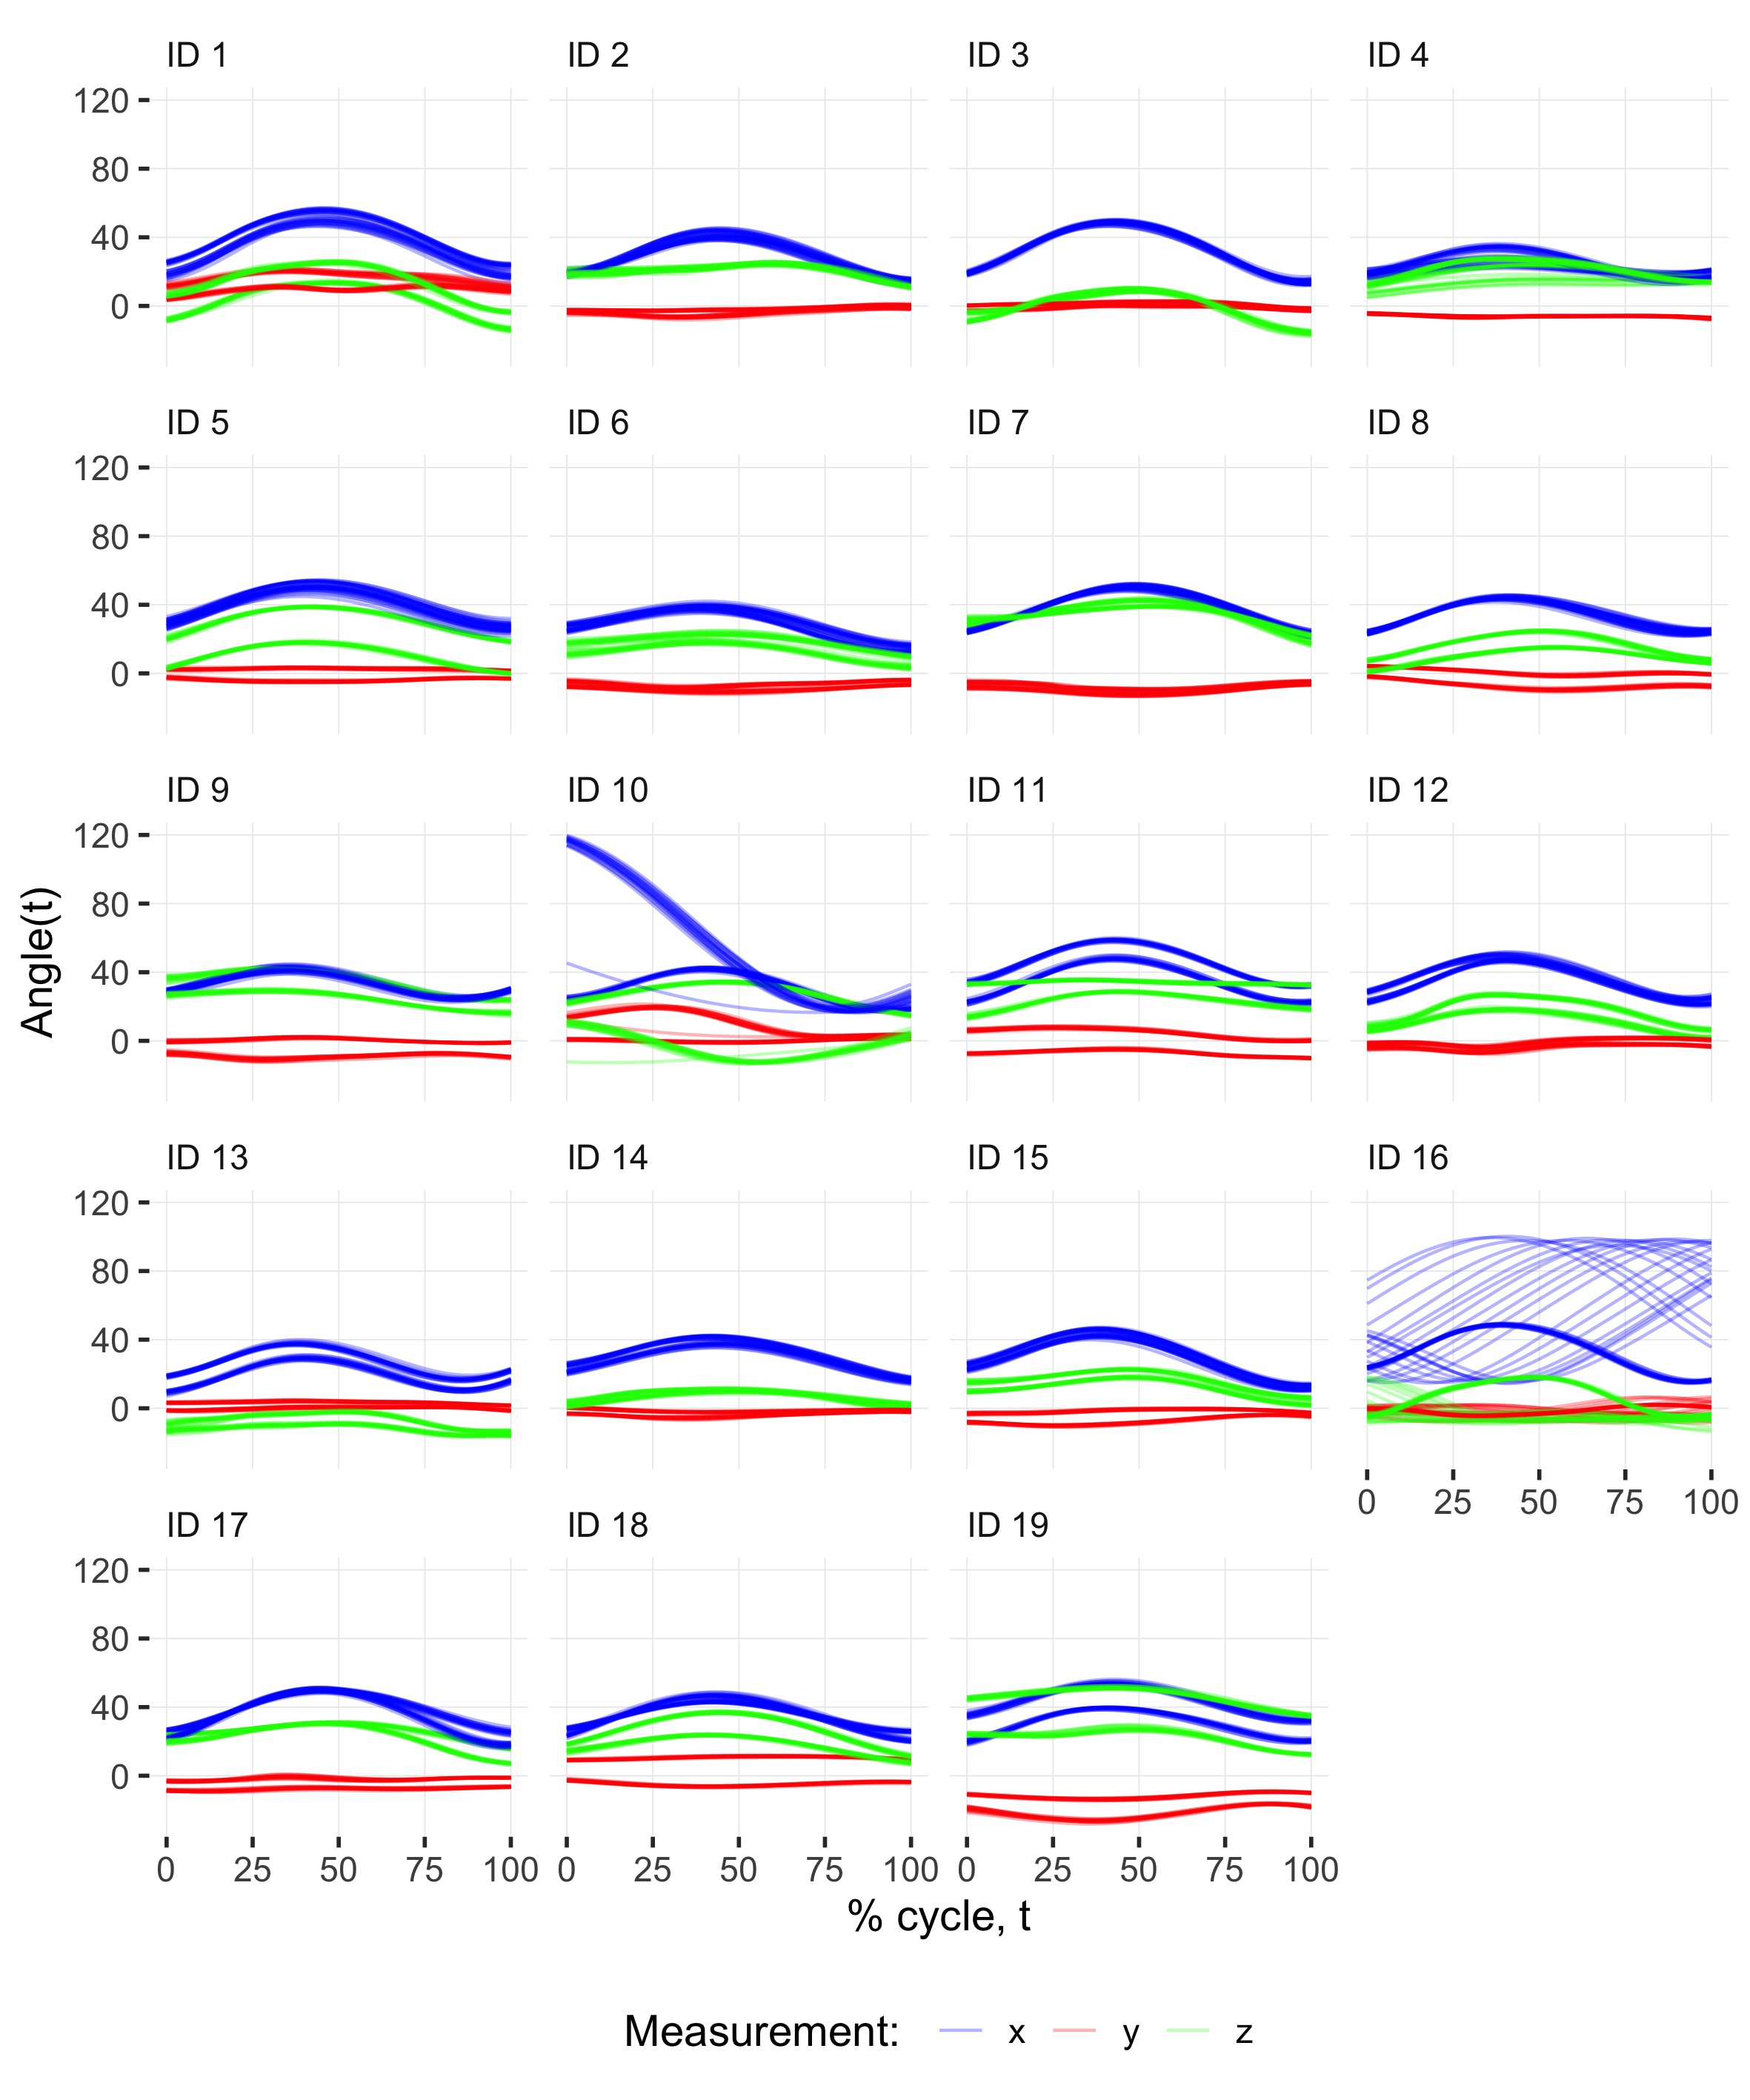 ID 1 ID 2 ID 3 ID 4
120
80
40
0
ID 5 ID 6 ID 7 ID 8
120
80
40
0
ID 9 ID 10 ID 11 ID 12
120
80
40
0
Angle(t)
ID 13 ID 14 ID 15 ID 16
120
80
40
0
0 25 50 75 100
ID 17 ID 18 ID 19
120
80
40
0
0 25 50 75 100 0 25 50 75 100 0 25 50 75 100
% cycle, t
Measurement: x y z